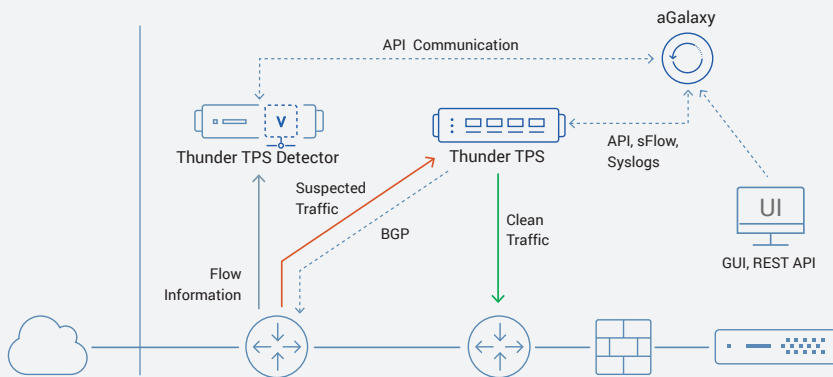 aGalaxy
API Communication
V
Thunder TPS Detector
Thunder TPS
API, sFlow,
Syslogs
Suspected
Traffic
BGP
Clean
Traffic
UI
GUI, REST API
Flow
Information